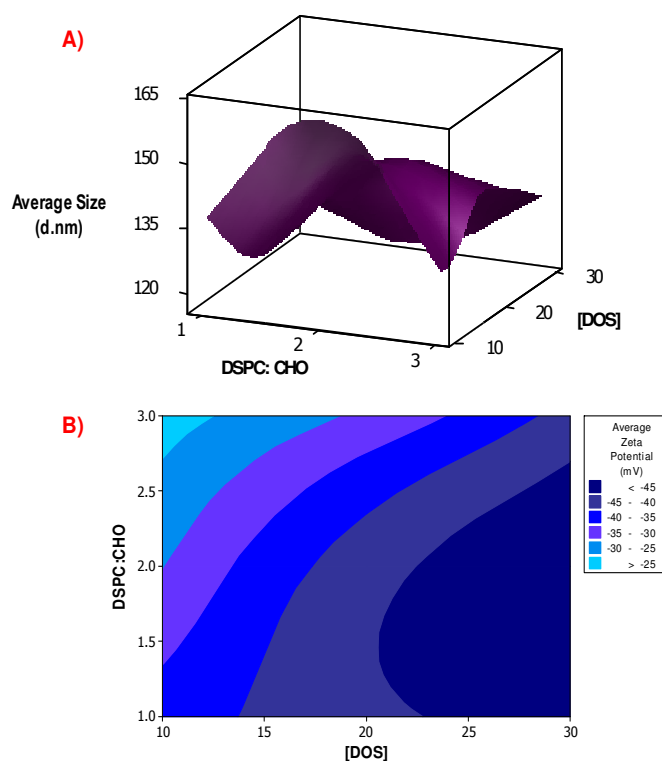 A)
165
150
135
120
Average Size
(d.nm)
1
2
3
DSPC: CHO
10
20
30
[DOS]
B)
3.0
2.5
2.0
1.5
1.0
DSPC:CHO
10
15
20
25
30
[DOS]
Average
Zeta
Potential
(mV)
< -45
-45 - -40
-40 - -35
-35 - -30
-30 - -25
> -25